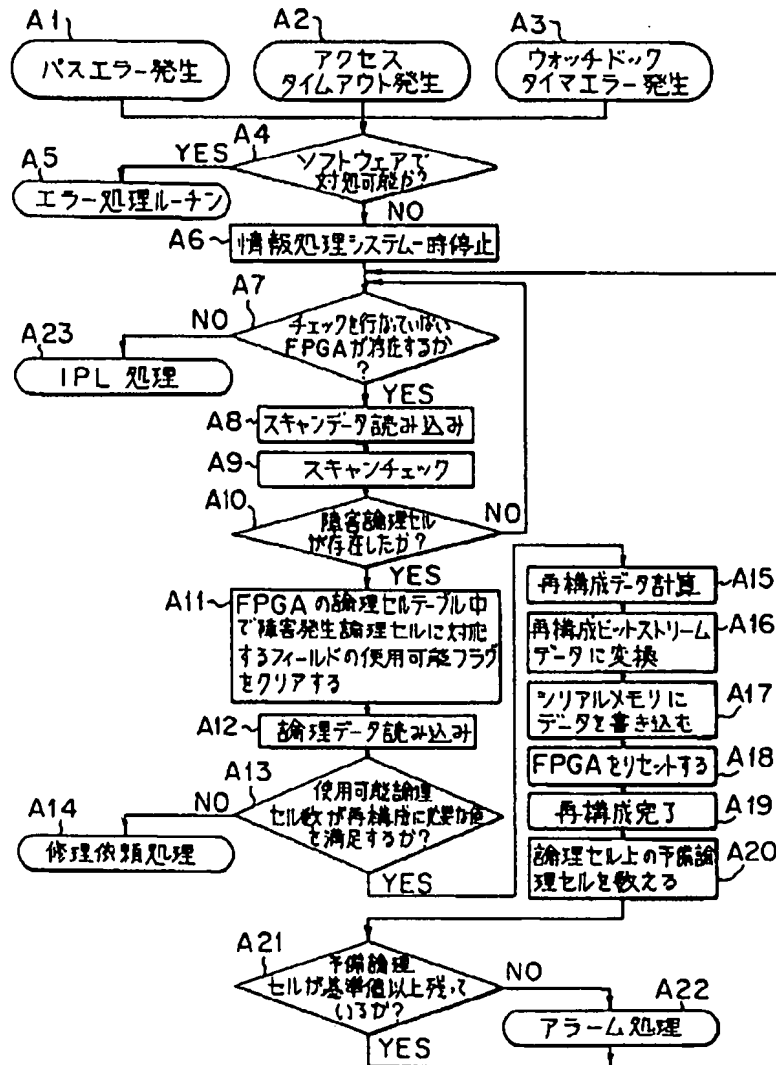 A1
パスエラー発生
A2
アクセス
タイムアウト発生
A3
ウォッチドック
タイマエラー発生
A4
ソフトウェアで
対処可能か?
YES
A5
エラー処理ルーチン
NO
A6
情報処理システム一時停止
A7
チェックを行なっていない
FPGAが存在するか
?
NO
A23
IPL 処理
YES
A8
スキャンデータ読み込み
A9
スキャンチェック
A10
障害論理セル
が存在したか?
NO
YES
A11
FPGAの論理セルテーブル中
で障害発生論理セルに対応
するフィールドの使用可能フラグ
をクリアする
A12
論理データ読み込み
A13
使用可能論理
セル数が再構成に必要な値
を満足するか?
NO
A14
修理依頼処理
YES
再構成データ計算
A15
再構成ビットストリーム
データに変換
A16
シリアルメモリに
データを書き込む
A17
FPGAをリセットする
A18
再構成完了
A19
論理セル上の予備論
理セルを数える
A20
A21
予備論理
セルが基準値以上残って
いるか?
NO
A22
アラーム処理
YES